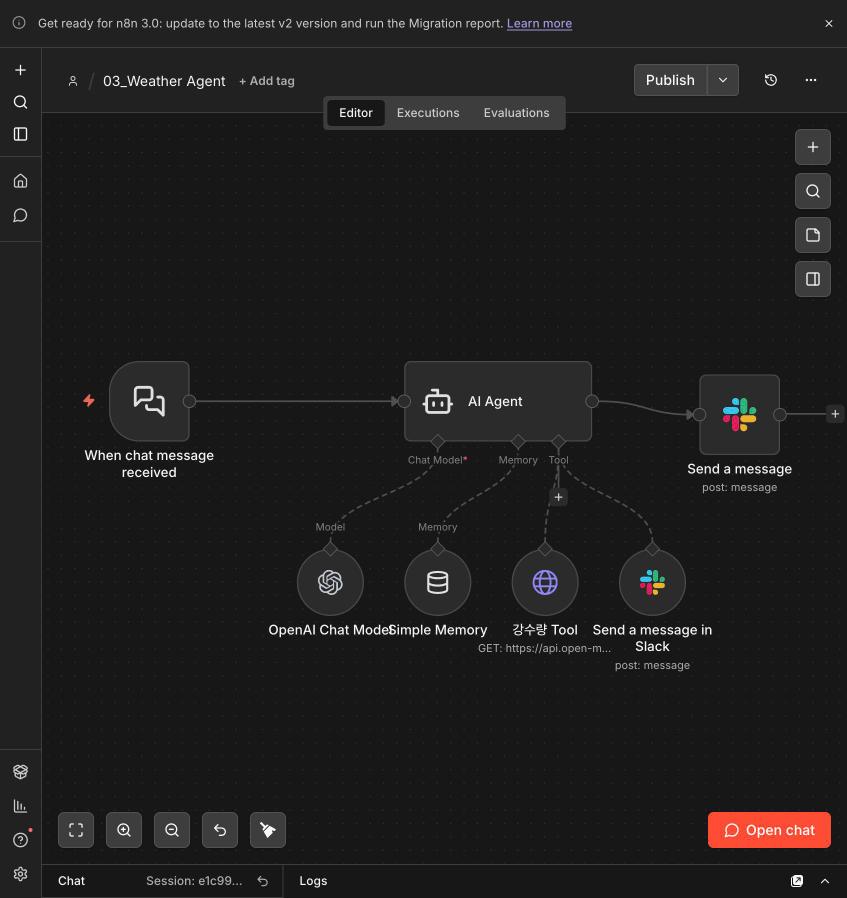 Get ready for n8n 3.0: update to the latest v2 version and run the Migration report. Learn more
03_Weather Agent
+ Add tag
Publish
Editor
Executions
Evaluations
AI Agent
When chat message
received
Chat Model*
Memory
Tool
Send a message
post: message
Model
Memory
OpenAI Chat Model
Simple Memory
강수량 Tool
GET: https://api.open-m...
Send a message in
Slack
post: message
Open chat
Chat
Session: e1c99...
Logs